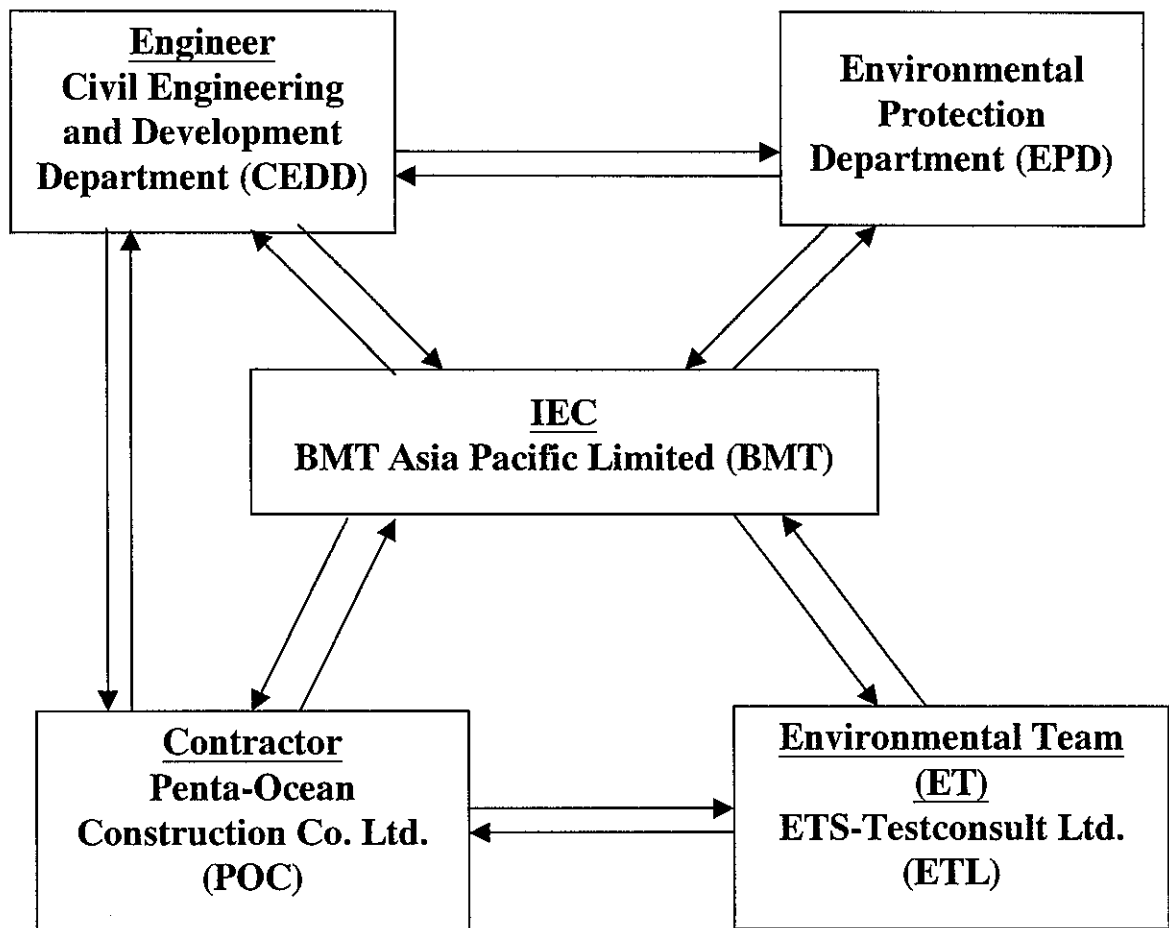 Engineer
Civil Engineering
and Development
Department (CEDD)
Environmental
Protection
Department (EPD)
IEC
BMT Asia Pacific Limited (BMT)
Contractor
Penta-Ocean
Construction Co. Ltd.
(POC)
Environmental Team
(ET)
ETS-Testconsult Ltd.
(ETL)